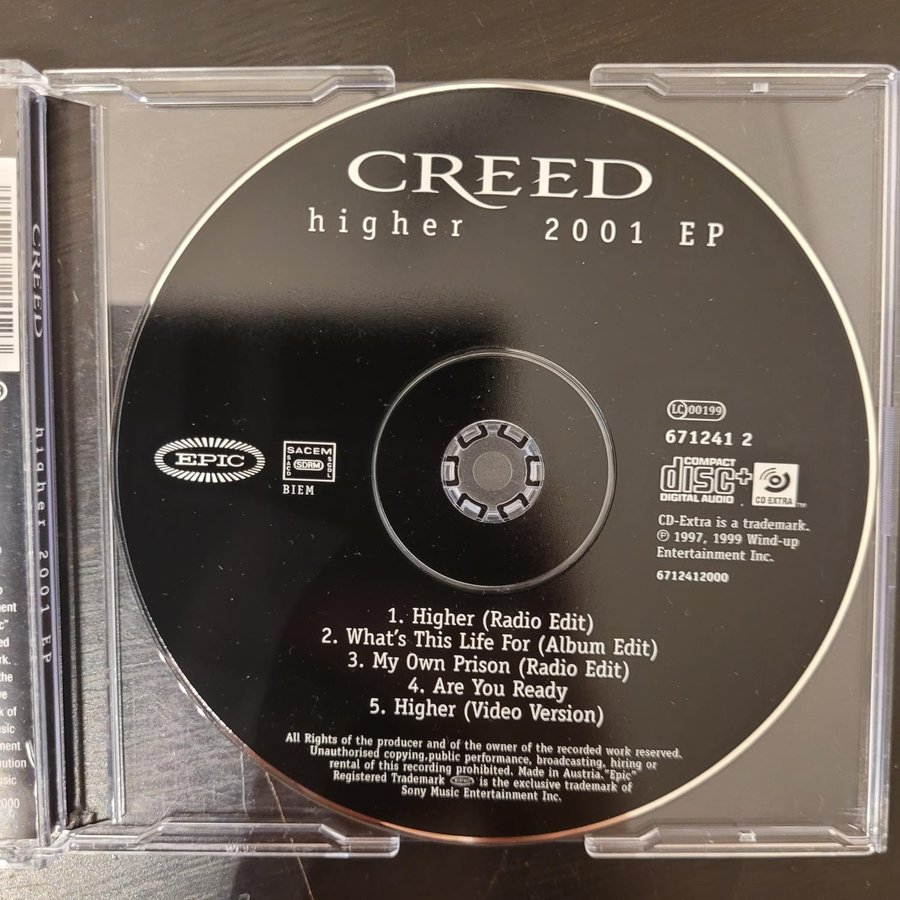 CREED
higher 2001 EP
LC 00199
671241 2
EPIC
SACEM
SACD SDRM SGDL
BIEM
COMPACT
disc+
DIGITAL AUDIO
CD EXTRA
TM
CD-Extra is a trademark.
℗ 1997, 1999 Wind-up
Entertainment Inc.
6712412000
1. Higher (Radio Edit)
2. What's This Life For (Album Edit)
3. My Own Prison (Radio Edit)
4. Are You Ready
5. Higher (Video Version)
All Rights of the producer and of the owner of the recorded work reserved.
Unauthorised copying,public performance, broadcasting, hiring or
rental of this recording prohibited. Made in Austria."Epic"
Registered Trademark EPIC is the exclusive trademark of
Sony Music Entertainment Inc.
CREED higher 2001 EP